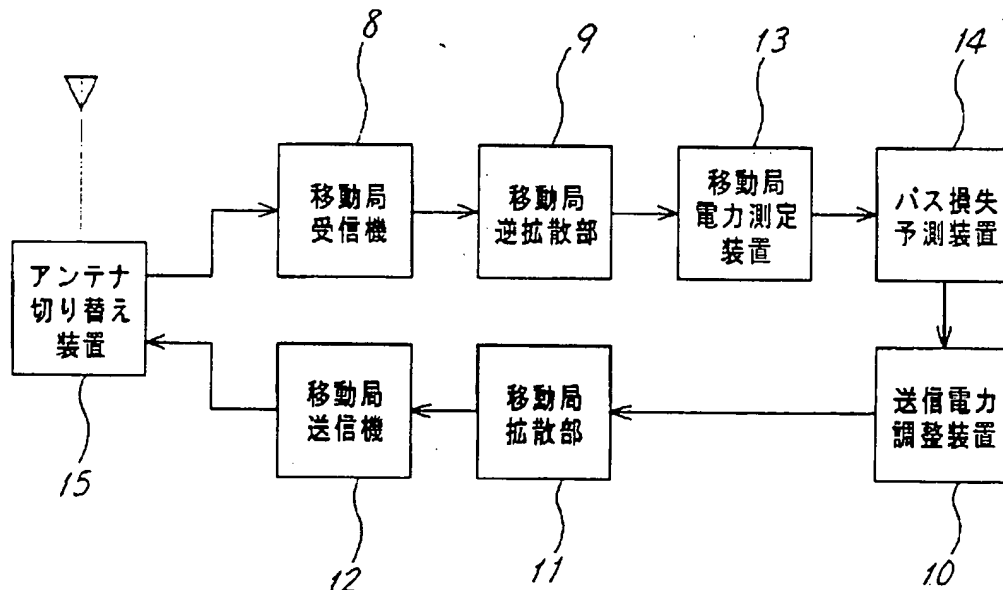 8
9
13
14
移動局
受信機
移動局
逆拡散部
移動局
電力測定
装置
パス損失
予測装置
アンテナ
切り替え
装置
移動局
送信機
移動局
拡散部
送信電力
調整装置
15
12
11
10